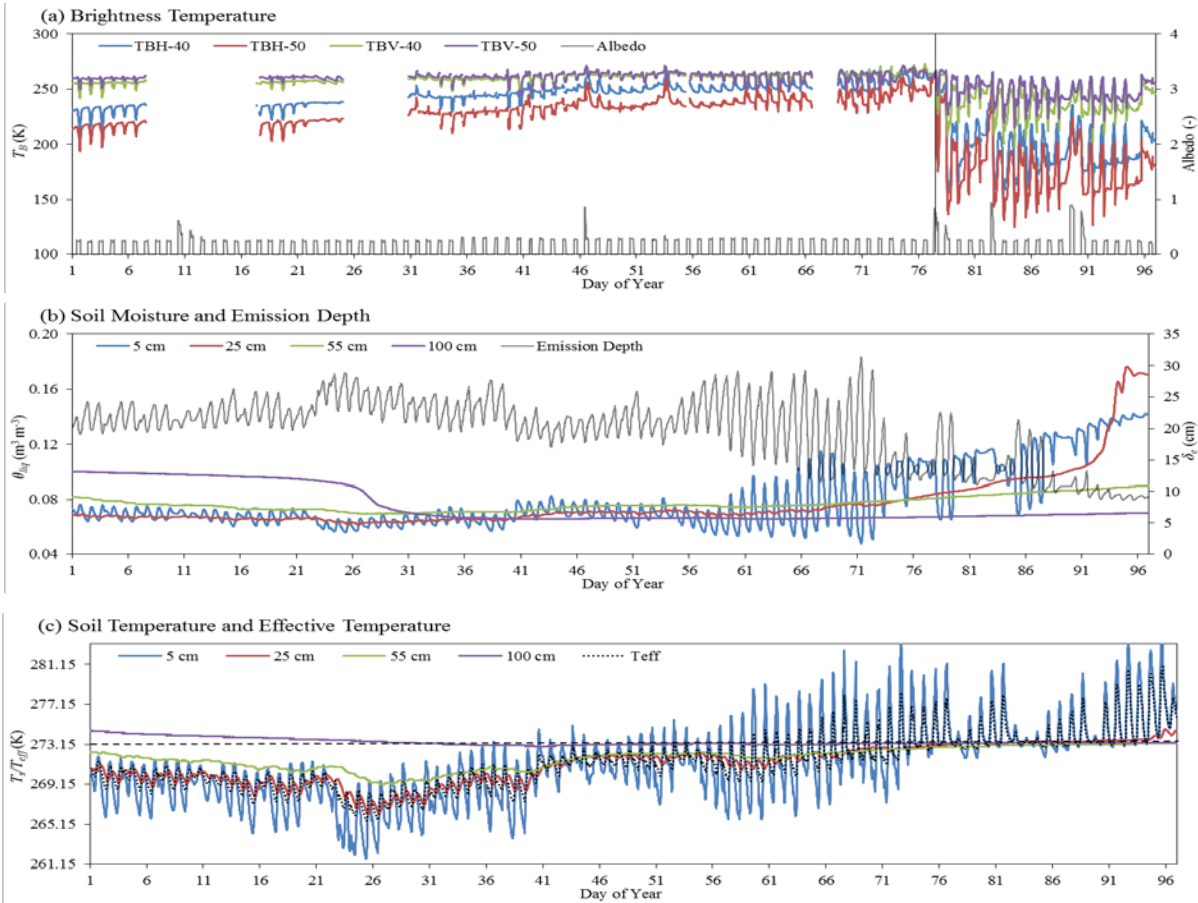 (a) Brightness Temperature
TBH-40 TBH-50 TBV-40 TBV-50 Albedo
300 250 200 150 100
T_B (K)
4 3 2 1 0
Albedo (-)
1 6 11 16 21 26 31 36 41 46 51 56 61 66 71 76 81 86 91 96
Day of Year
(b) Soil Moisture and Emission Depth
5 cm 25 cm 55 cm 100 cm Emission Depth
0.20 0.16 0.12 0.08 0.04
θ_liq (m³ m⁻³)
35 30 25 20 15 10 5 0
δ_e (cm)
1 6 11 16 21 26 31 36 41 46 51 56 61 66 71 76 81 86 91 96
Day of Year
(c) Soil Temperature and Effective Temperature
5 cm 25 cm 55 cm 100 cm Teff
281.15 277.15 273.15 269.15 265.15 261.15
T_s/T_eff (K)
1 6 11 16 21 26 31 36 41 46 51 56 61 66 71 76 81 86 91 96
Day of Year